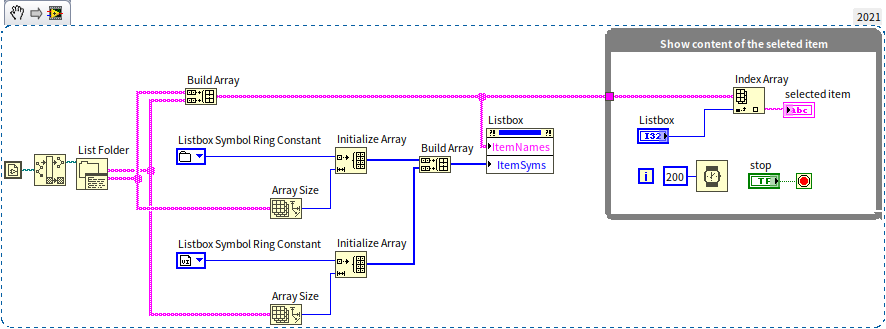 2021
Show content of the seleted item
Build Array
Index Array
selected item
abc
Listbox
Listbox
I32
Listbox Symbol Ring Constant
Initialize Array
Build Array
ItemNames
ItemSyms
List Folder
stop
i
200
TF
Array Size
Listbox Symbol Ring Constant
Initialize Array
VI
Array Size